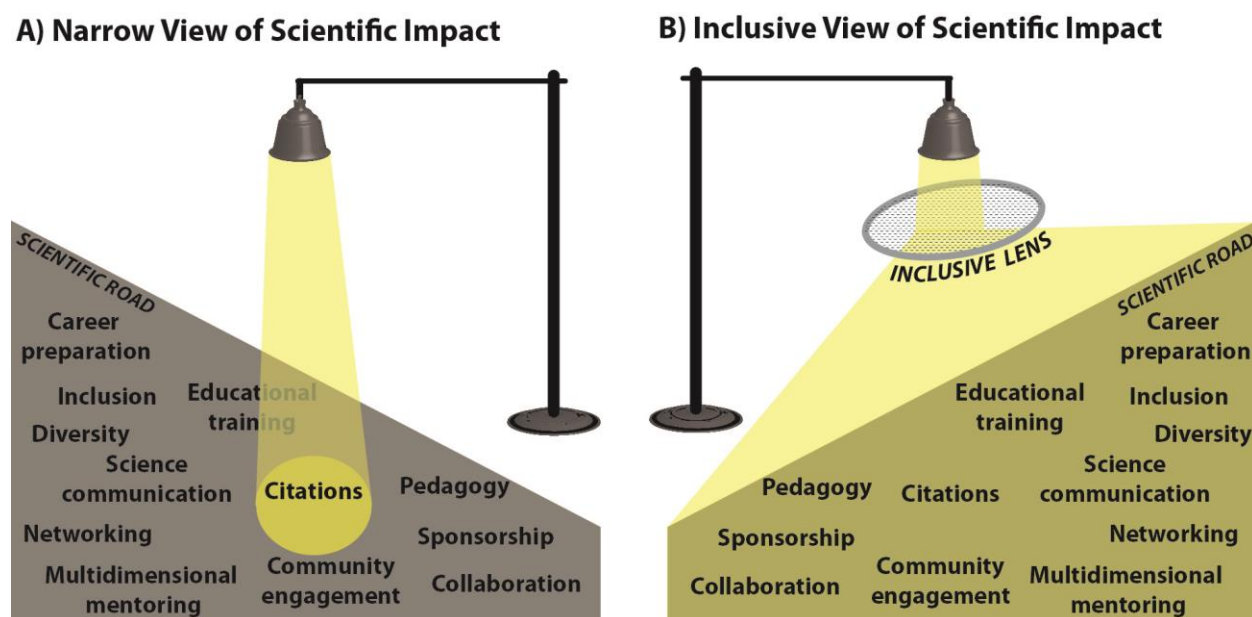 A) Narrow View of Scientific Impact
SCIENTIFIC ROAD
Career
preparation
Inclusion
Educational
training
Diversity
Science
communication
Citations
Pedagogy
Networking
Sponsorship
Multidimensional
mentoring
Community
engagement
Collaboration
B) Inclusive View of Scientific Impact
INCLUSIVE LENS
SCIENTIFIC ROAD
Career
preparation
Educational
training
Inclusion
Diversity
Pedagogy
Citations
Science
communication
Sponsorship
Networking
Collaboration
Community
engagement
Multidimensional
mentoring